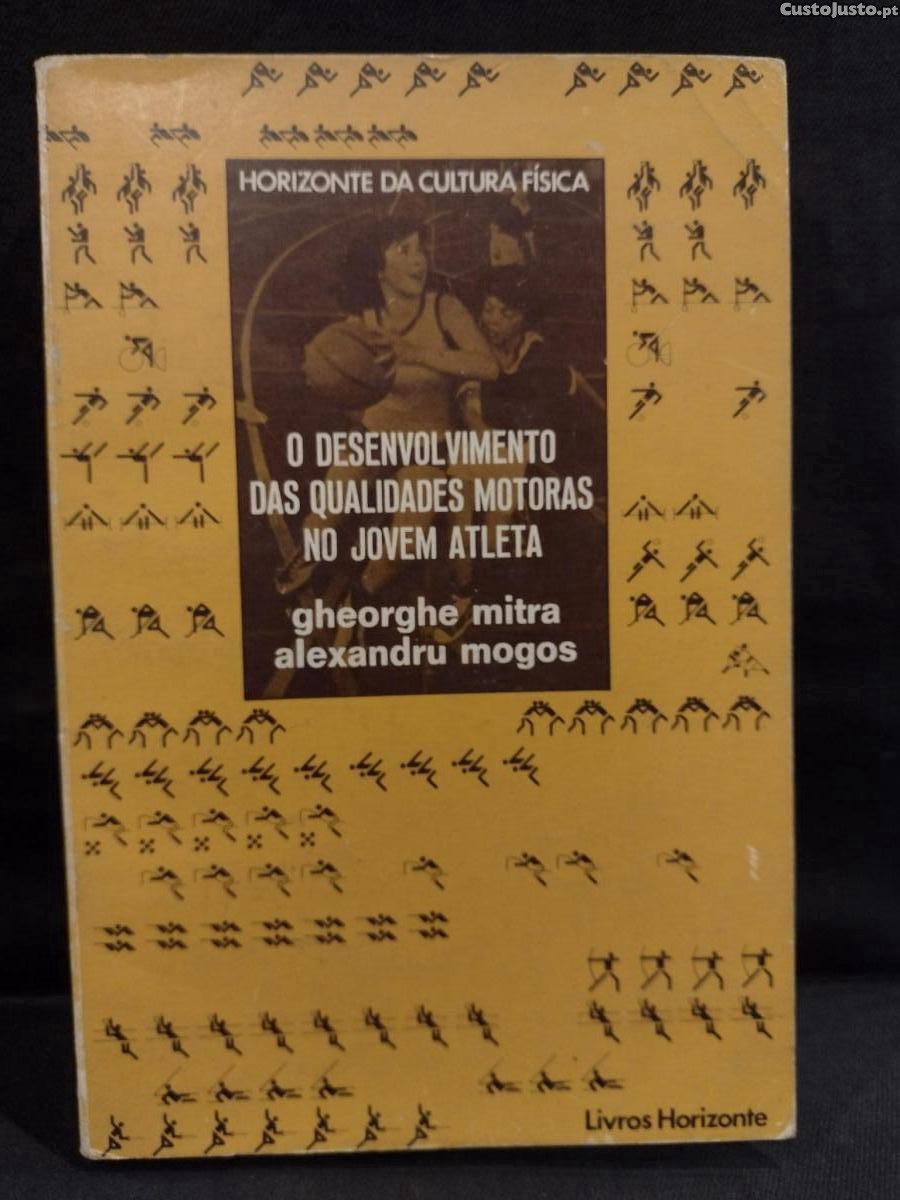 CustoJusto.pt
HORIZONTE DA CULTURA FÍSICA
O DESENVOLVIMENTO
DAS QUALIDADES MOTORAS
NO JOVEM ATLETA
gheorghe mitra
alexandru mogos
Livros Horizonte